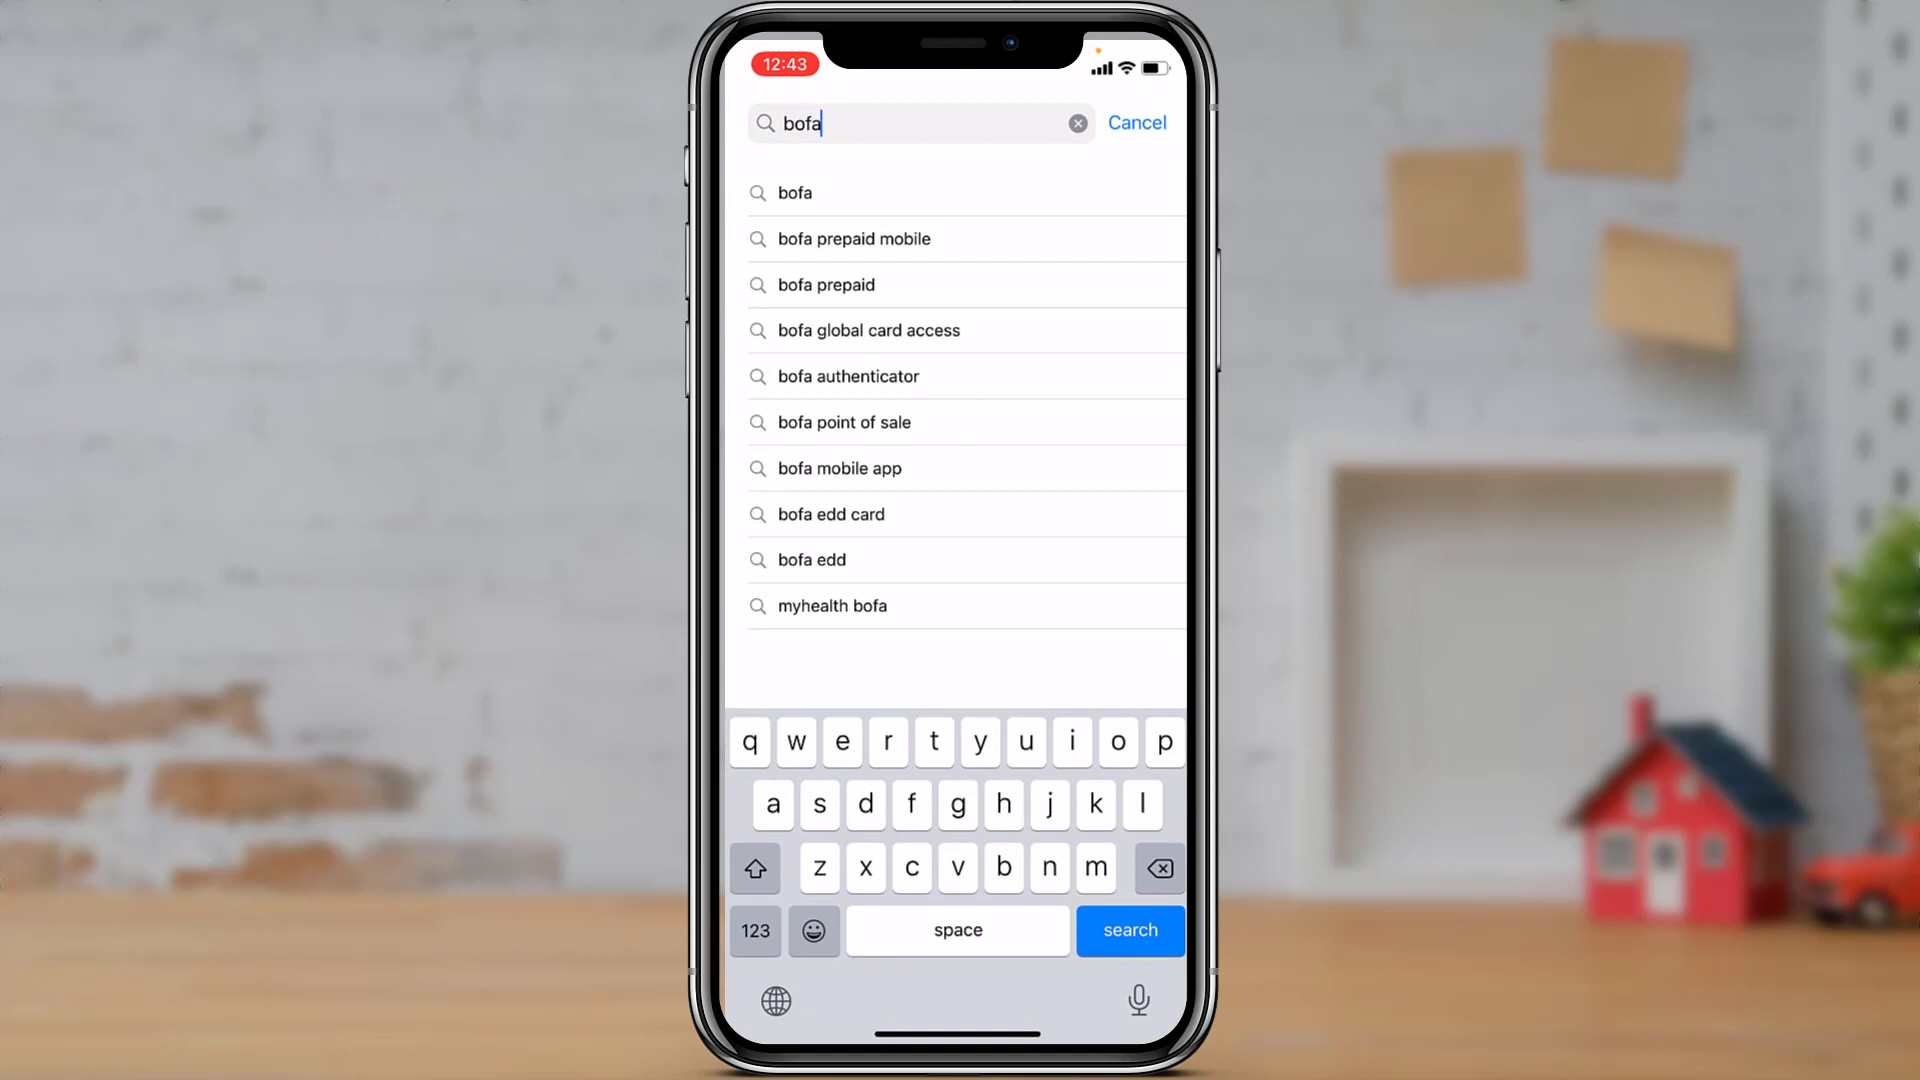 12:43
bofa
Cancel
bofa
bofa prepaid mobile
bofa prepaid
bofa global card access
bofa authenticator
bofa point of sale
bofa mobile app
bofa edd card
bofa edd
myhealth bofa
q w e r t y u i o p
a s d f g h j k l
z x c v b n m
123
space
search